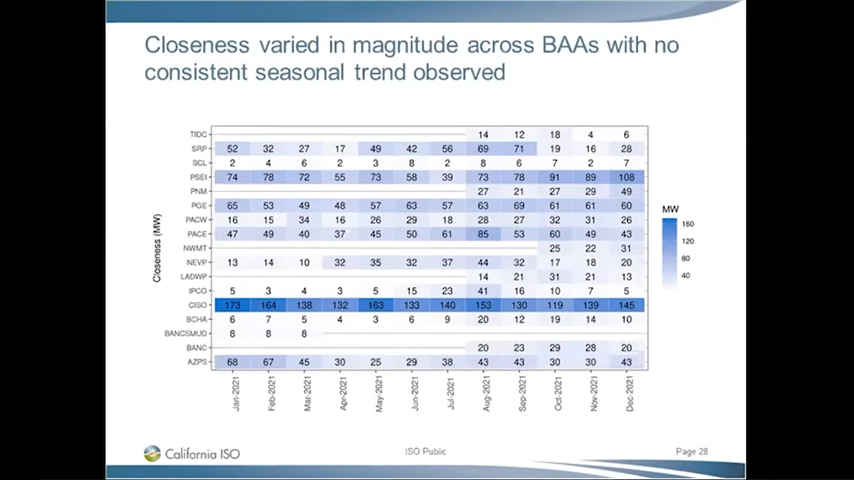 Closeness varied in magnitude across BAAs with no
consistent seasonal trend observed
Closeness (MW)
TIDC 14 12 18 4 6
SRP 52 32 27 17 49 42 56 69 71 19 16 28
SCL 2 4 6 2 3 8 2 8 6 7 2 7
PSEI 74 78 72 55 73 58 39 73 78 91 89 108
PNM 27 21 27 29 49
PGE 65 53 49 48 57 63 57 63 69 61 61 60
PACW 16 15 34 16 26 29 18 28 27 32 31 26
PACE 47 49 40 37 45 50 61 85 53 60 49 43
NWMT 25 22 31
NEVP 13 14 10 32 35 32 37 44 32 17 18 20
LADWP 14 21 31 21 13
IPCO 5 3 4 3 5 15 23 41 16 10 7 5
CISO 173 164 138 132 163 133 140 153 130 119 139 145
BCHA 6 7 5 4 3 6 9 20 12 19 14 10
BANCSMUD 8 8 8
BANC 20 23 29 28 20
AZPS 68 67 45 30 25 29 38 43 43 30 30 43
Jan-2021 Feb-2021 Mar-2021 Apr-2021 May-2021 Jun-2021 Jul-2021 Aug-2021 Sep-2021 Oct-2021 Nov-2021 Dec-2021
MW
160
120
80
40
California ISO
ISO Public
Page 28